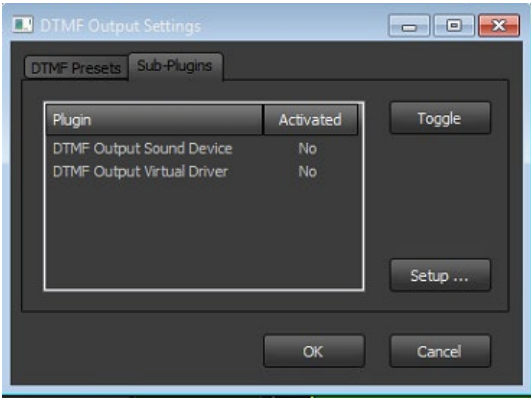 DTMF Output Settings
DTMF Presets Sub-Plugins
Plugin Activated Toggle
DTMF Output Sound Device No
DTMF Output Virtual Driver No
Setup ...
OK Cancel